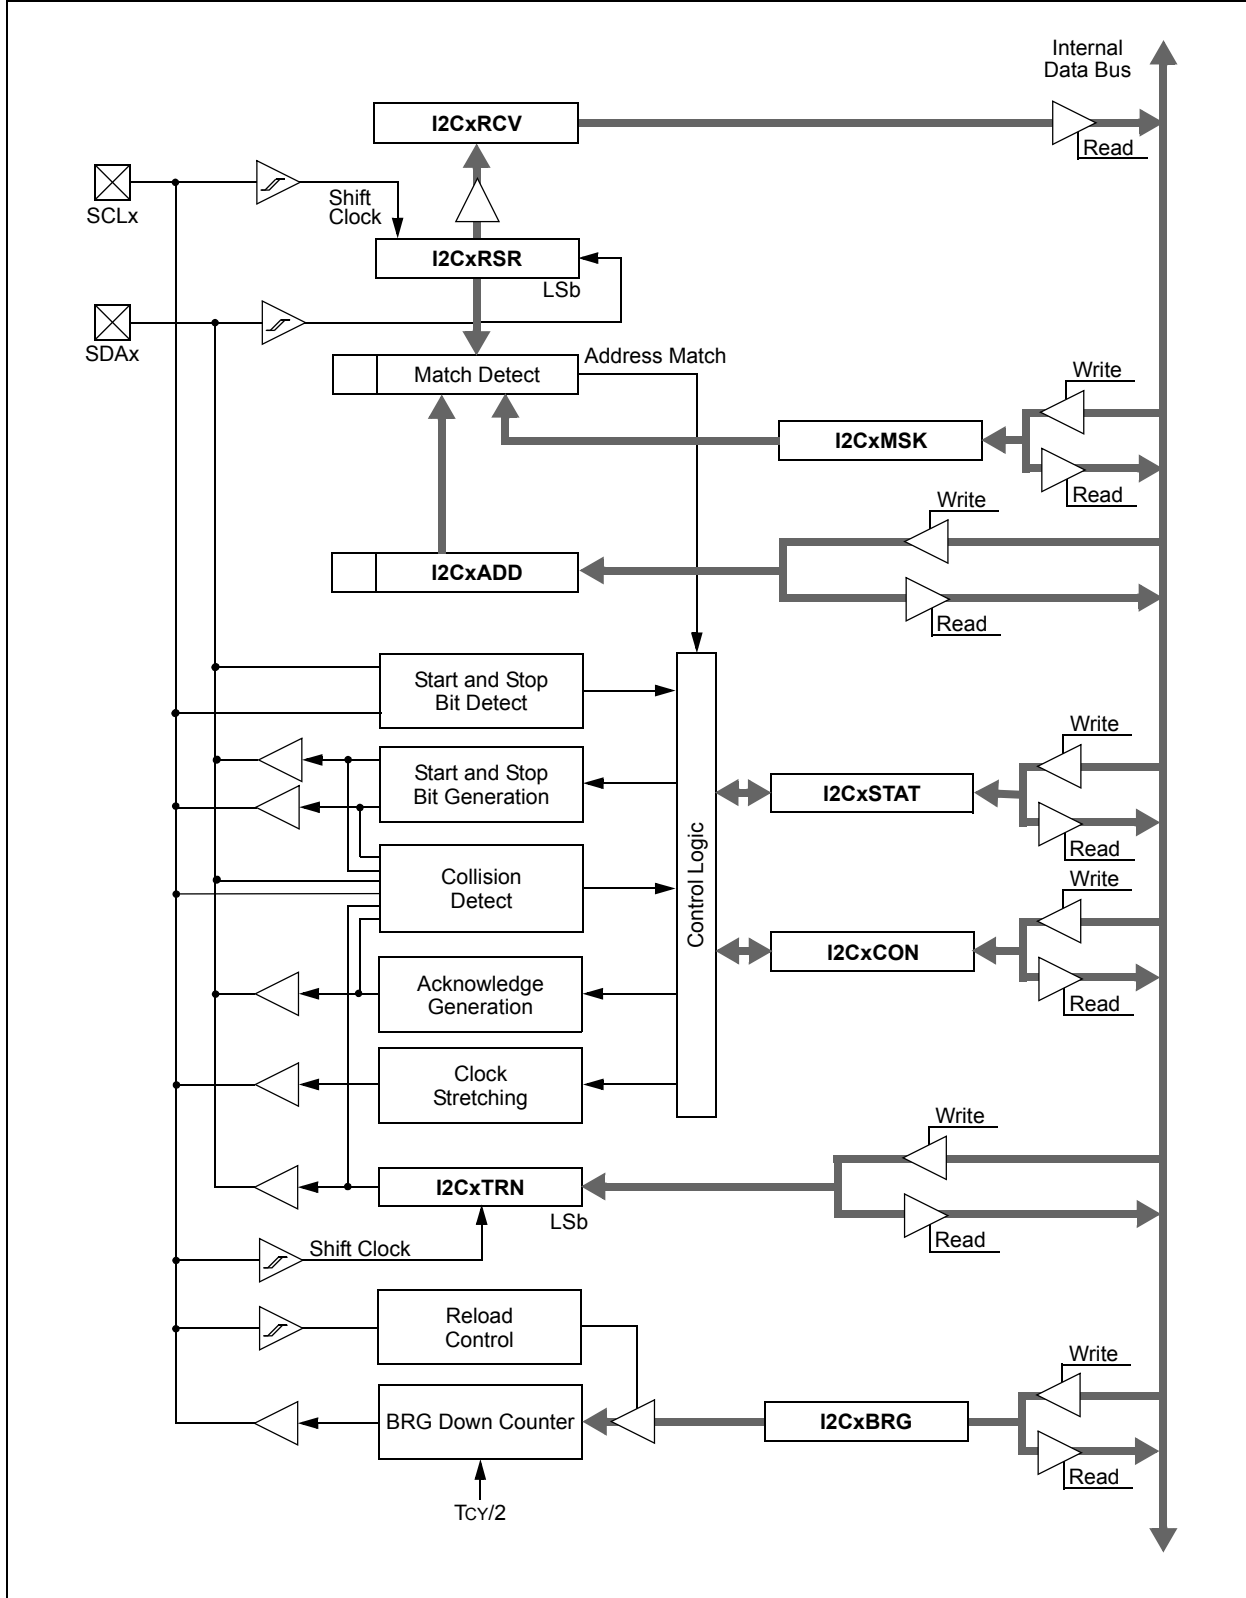 Internal
Data Bus
I2CxRCV
Read
SCLx
Shift
Clock
I2CxRSR
LSb
SDAx
Address Match
Match Detect
Write
I2CxMSK
Read
Write
I2CxADD
Read
Start and Stop
Bit Detect
Write
Start and Stop
Bit Generation
I2CxSTAT
Read
Control Logic
Collision
Detect
Write
I2CxCON
Read
Acknowledge
Generation
Clock
Stretching
Write
I2CxTRN
LSb
Read
Shift Clock
Reload
Control
Write
BRG Down Counter
I2CxBRG
Read
TCY/2